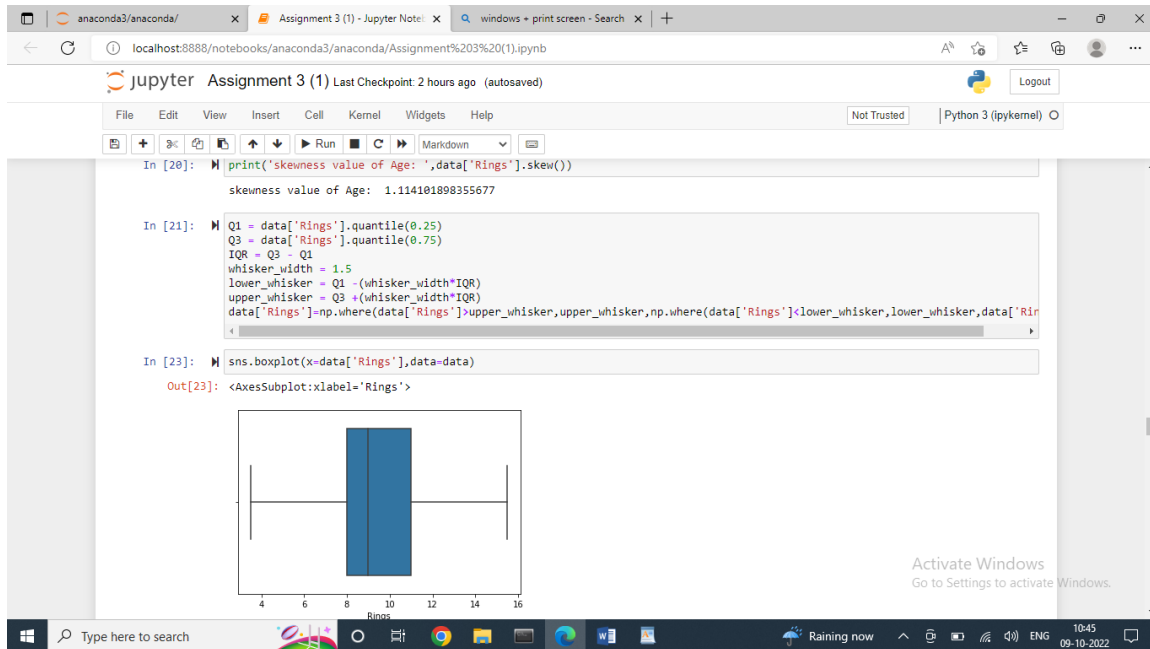 anaconda3/anaconda/
Assignment 3 (1) - Jupyter Note
windows + print screen - Search
localhost:8888/notebooks/anaconda3/anaconda/Assignment%203%20(1).ipynb
jupyter Assignment 3 (1) Last Checkpoint: 2 hours ago (autosaved)
Logout
File Edit View Insert Cell Kernel Widgets Help
Not Trusted
Python 3 (ipykernel)
Run
Markdown
In [20]: print('skewness value of Age: ',data['Rings'].skew())
skewness value of Age:  1.114101898355677
In [21]: Q1 = data['Rings'].quantile(0.25)
Q3 = data['Rings'].quantile(0.75)
IQR = Q3 - Q1
whisker_width = 1.5
lower_whisker = Q1 -(whisker_width*IQR)
upper_whisker = Q3 +(whisker_width*IQR)
data['Rings']=np.where(data['Rings']>upper_whisker,upper_whisker,np.where(data['Rings']<lower_whisker,lower_whisker,data['Rin
In [23]: sns.boxplot(x=data['Rings'],data=data)
Out[23]: <AxesSubplot:xlabel='Rings'>
4 6 8 10 12 14 16
Rings
Activate Windows
Go to Settings to activate Windows.
Type here to search
Raining now
ENG
10:45
09-10-2022